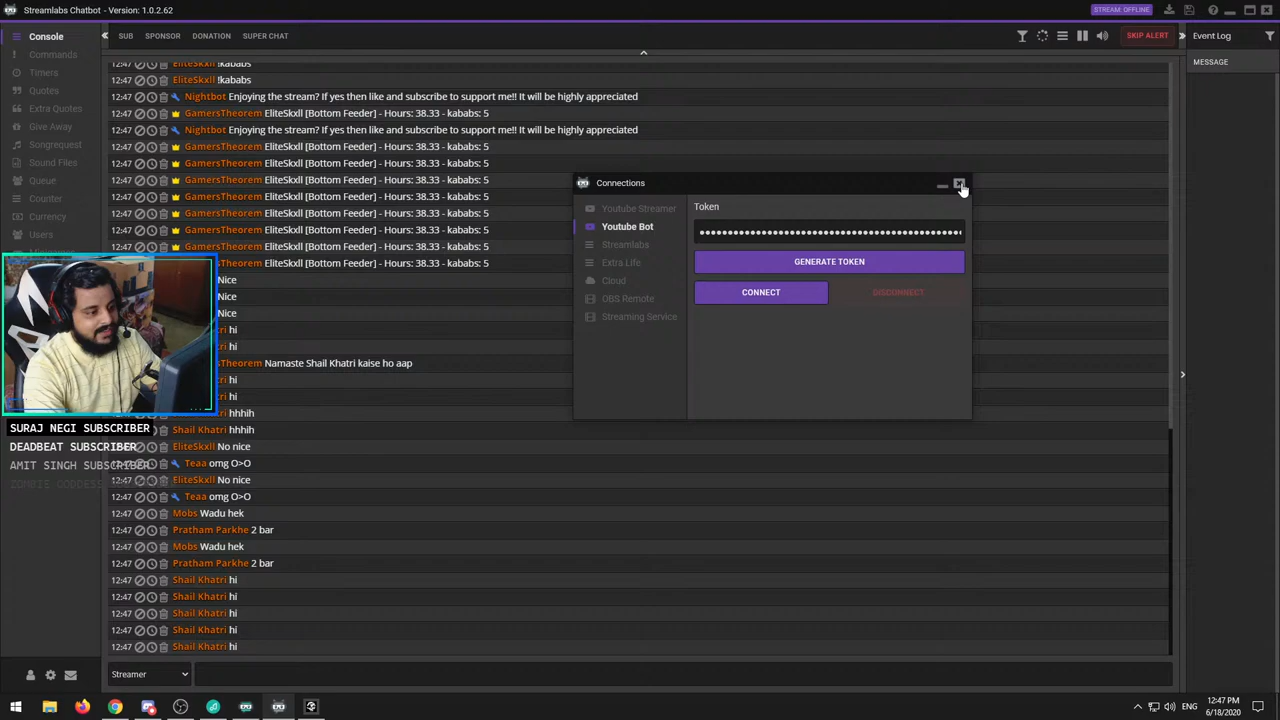 Streamlabs Chatbot - Version: 1.0.2.62
STREAM: OFFLINE
Console
Commands
Timers
Quotes
Extra Quotes
Give Away
Songrequest
Sound Files
Queue
Counter
Currency
Users
SUB SPONSOR DONATION SUPER CHAT
SKIP ALERT
Event Log
MESSAGE
EliteSkxll !kababs
12:47 EliteSkxll !kababs
12:47 Nightbot Enjoying the stream? If yes then like and subscribe to support me!! It will be highly appreciated
12:47 GamersTheorem EliteSkxll [Bottom Feeder] - Hours: 38.33 - kababs: 5
12:47 Nightbot Enjoying the stream? If yes then like and subscribe to support me!! It will be highly appreciated
12:47 GamersTheorem EliteSkxll [Bottom Feeder] - Hours: 38.33 - kababs: 5
12:47 GamersTheorem EliteSkxll [Bottom Feeder] - Hours: 38.33 - kababs: 5
12:47 GamersTheorem EliteSkxll [Bottom Feeder] - Hours: 38.33 - kababs: 5
12:47 GamersTheorem EliteSkxll [Bottom Feeder] - Hours: 38.33 - kababs: 5
12:47 GamersTheorem EliteSkxll [Bottom Feeder] - Hours: 38.33 - kababs: 5
12:47 GamersTheorem EliteSkxll [Bottom Feeder] - Hours: 38.33 - kababs: 5
12:47 GamersTheorem EliteSkxll [Bottom Feeder] - Hours: 38.33 - kababs: 5
EliteSkxll [Bottom Feeder] - Hours: 38.33 - kababs: 5
Nice
Nice
Nice
hi
hi
Theorem Namaste Shail Khatri kaise ho aap
hi
hi
hhhih
Shail Khatri hhhih
EliteSkxll No nice
Teaa omg O>O
EliteSkxll No nice
12:47 Teaa omg O>O
12:47 Mobs Wadu hek
12:47 Pratham Parkhe 2 bar
12:47 Mobs Wadu hek
12:47 Pratham Parkhe 2 bar
12:47 Shail Khatri hi
12:47 Shail Khatri hi
12:47 Shail Khatri hi
12:47 Shail Khatri hi
12:47 Shail Khatri hi
Connections
Youtube Streamer
Youtube Bot
Streamlabs
Extra Life
Cloud
OBS Remote
Streaming Service
Token
GENERATE TOKEN
CONNECT
DISCONNECT
SURAJ NEGI SUBSCRIBER
DEADBEAT SUBSCRIBER
AMIT SINGH SUBSCRIBER
ZOMBIE GODDESS
Streamer
ENG
12:47 PM
6/18/2020